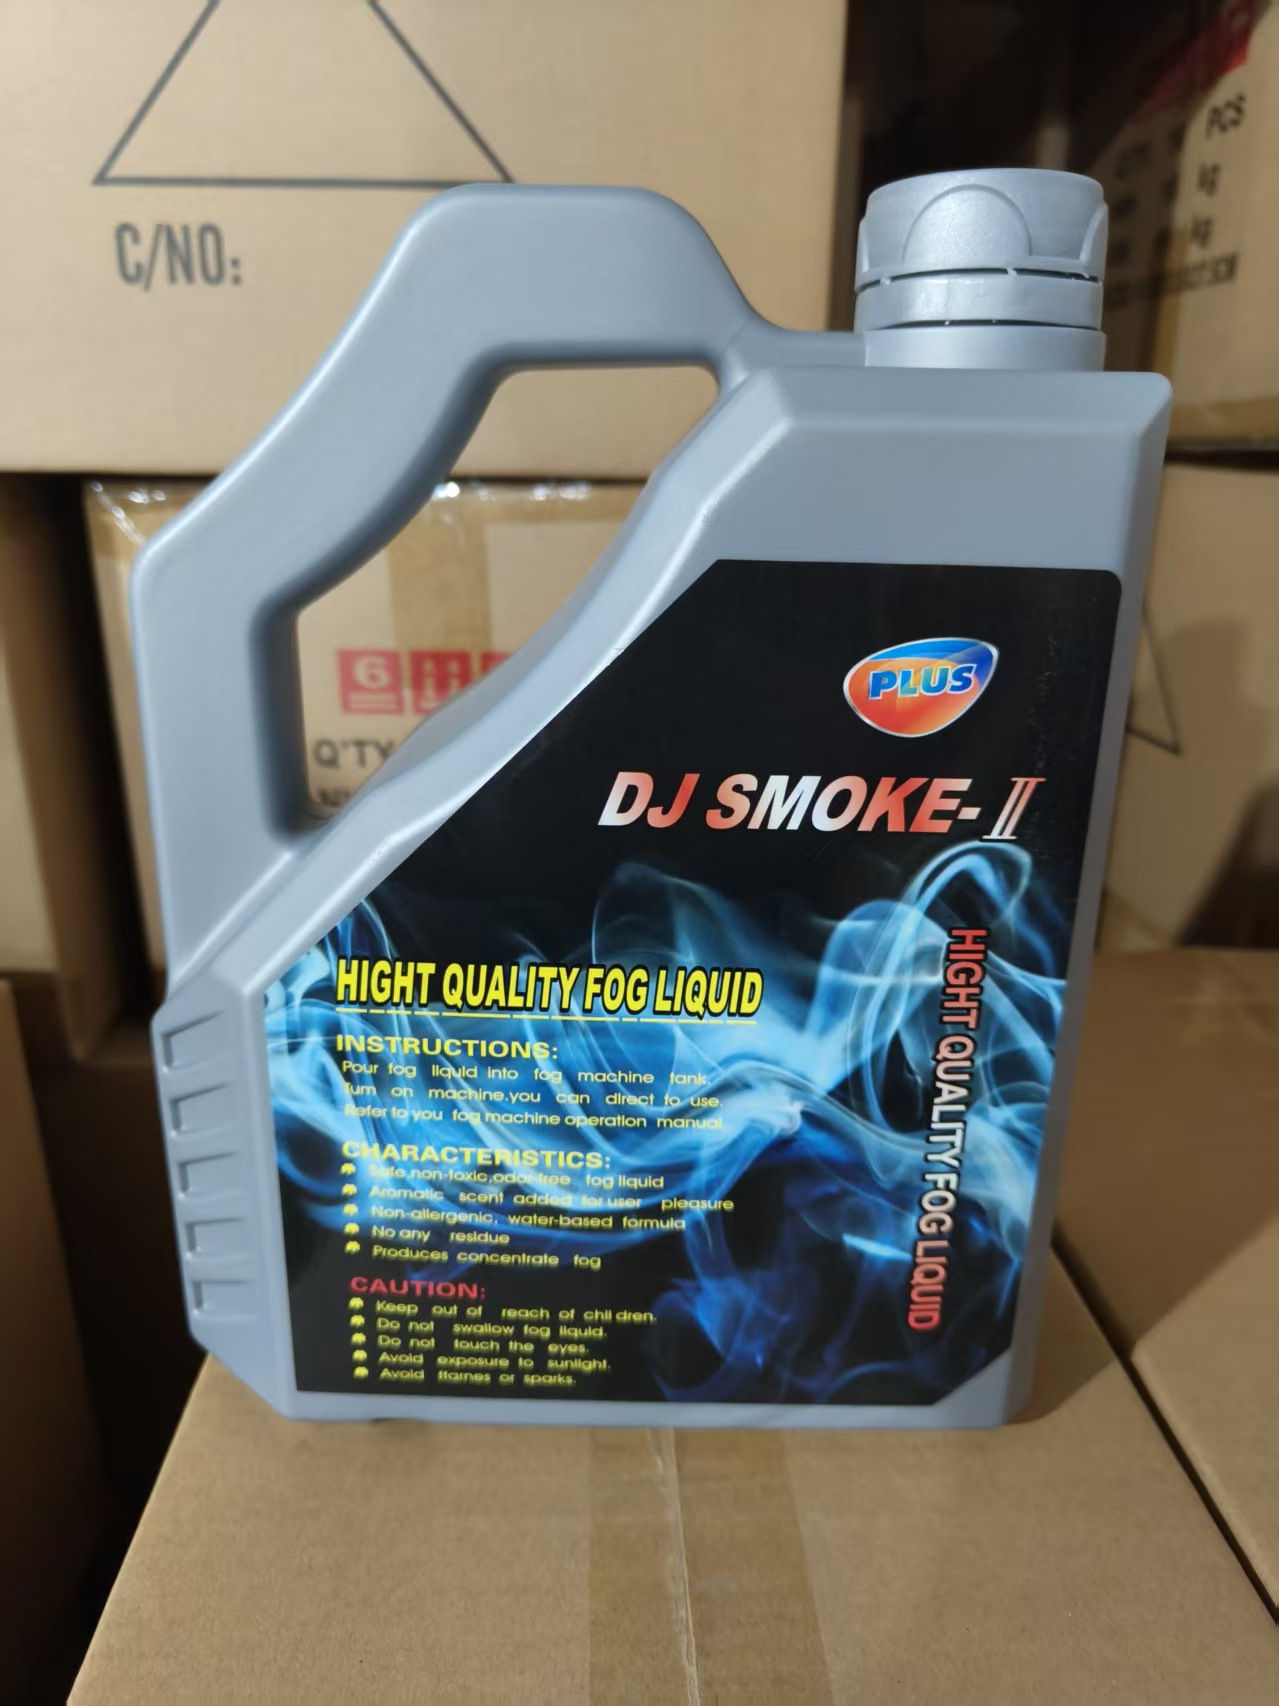 C/NO:
PCS
kg
kg
6
Q'TY
PLUS
DJ SMOKE-II
HIGHT QUALITY FOG LIQUID
HIGHT QUALITY FOG LIQUID
INSTRUCTIONS:
Pour fog liquid into fog machine tank.
Turn on machine.you can direct to use.
Refer to you fog machine operation manual
CHARACTERISTICS:
Safe,non-toxic,odor-free fog liquid
Aromatic scent added for user pleasure
Non-allergenic, water-based formula
No any residue
Produces concentrate fog
CAUTION:
Keep out of reach of chil dren.
Do not swallow fog liquid.
Do not touch the eyes.
Avoid exposure to sunlight.
Avoid flames or sparks.